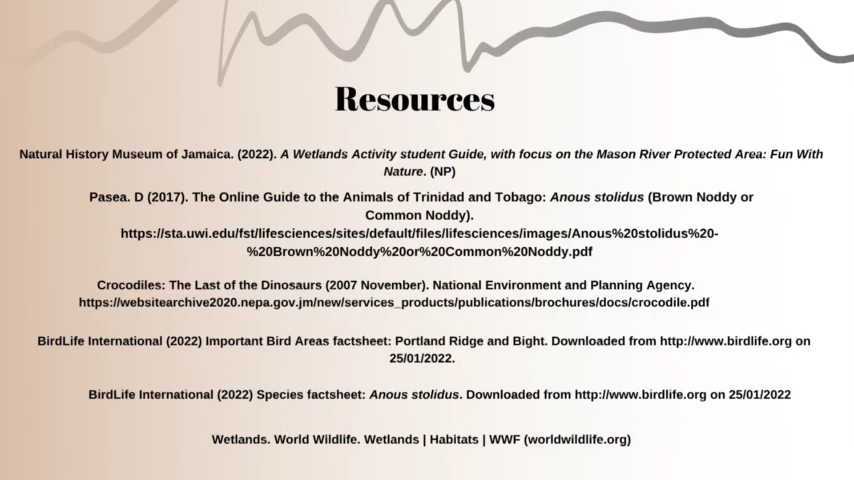 Resources
Natural History Museum of Jamaica. (2022). A Wetlands Activity student Guide, with focus on the Mason River Protected Area: Fun With
Nature. (NP)
Pasea. D (2017). The Online Guide to the Animals of Trinidad and Tobago: Anous stolidus (Brown Noddy or
Common Noddy).
https://sta.uwi.edu/fst/lifesciences/sites/default/files/lifesciences/images/Anous%20stolidus%20-
%20Brown%20Noddy%20or%20Common%20Noddy.pdf
Crocodiles: The Last of the Dinosaurs (2007 November). National Environment and Planning Agency.
https://websitearchive2020.nepa.gov.jm/new/services_products/publications/brochures/docs/crocodile.pdf
BirdLife International (2022) Important Bird Areas factsheet: Portland Ridge and Bight. Downloaded from http://www.birdlife.org on
25/01/2022.
BirdLife International (2022) Species factsheet: Anous stolidus. Downloaded from http://www.birdlife.org on 25/01/2022
Wetlands. World Wildlife. Wetlands | Habitats | WWF (worldwildlife.org)